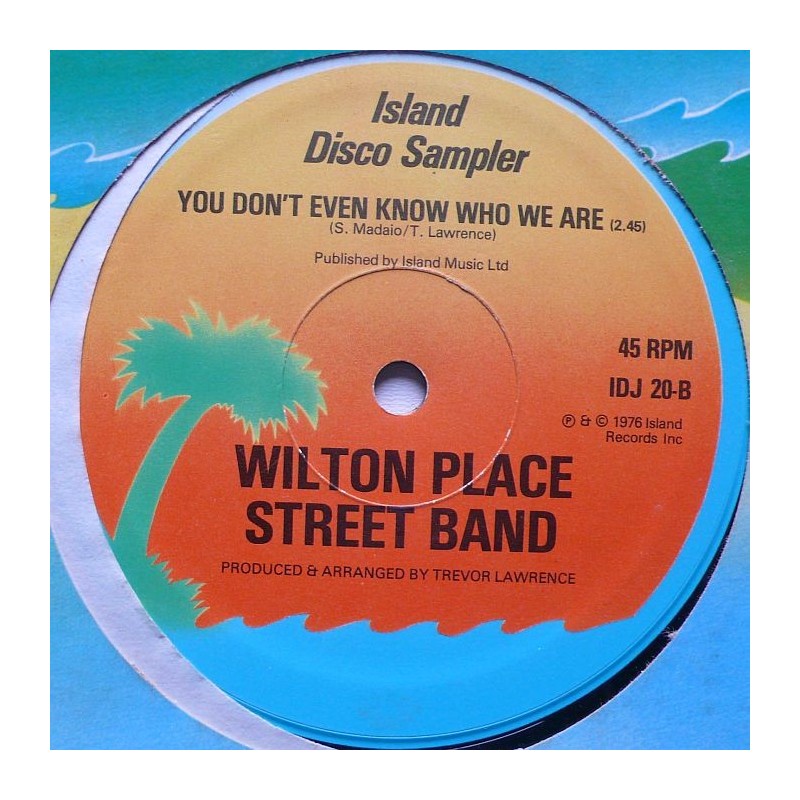 Island
Disco Sampler
YOU DON'T EVEN KNOW WHO WE ARE (2.45)
(S. Madaio/T. Lawrence)
Published by Island Music Ltd
45 RPM
IDJ 20-B
℗ & © 1976 Island
Records Inc
WILTON PLACE
STREET BAND
PRODUCED & ARRANGED BY TREVOR LAWRENCE